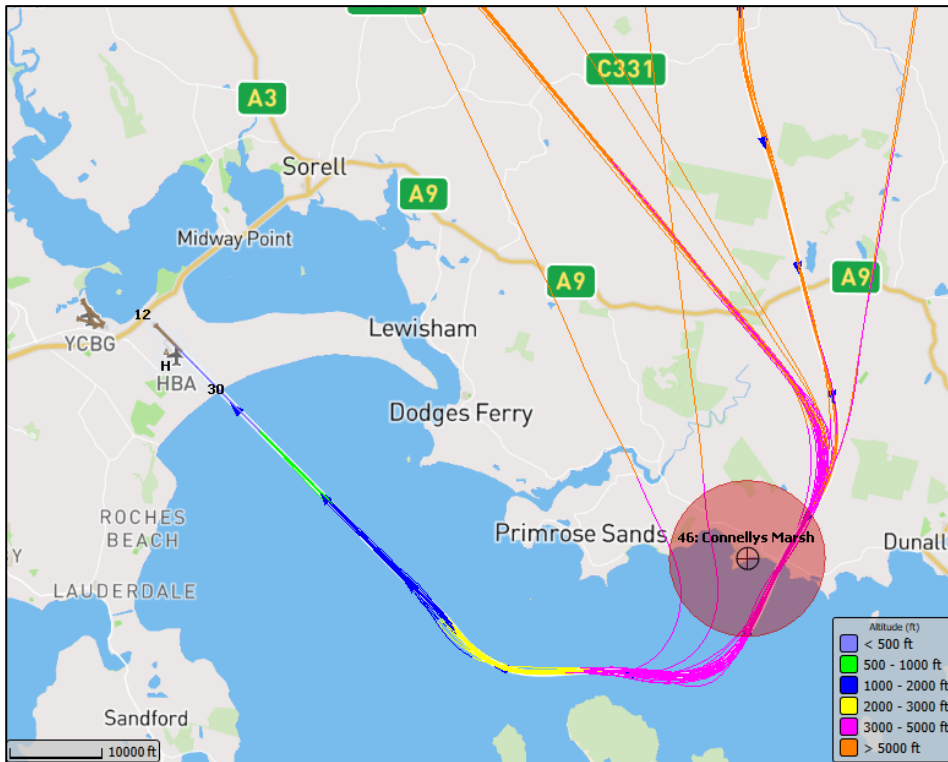 C331
A3
Sorell
A9
Midway Point
A9
A9
12
YCBG
Lewisham
H
HBA
30
Dodges Ferry
ROCHES
BEACH
Primrose Sands
46: Connellys Marsh
Dunall
LAUDERDALE
Sandford
10000 ft
Altitude (ft)
< 500 ft
500 - 1000 ft
1000 - 2000 ft
2000 - 3000 ft
3000 - 5000 ft
> 5000 ft